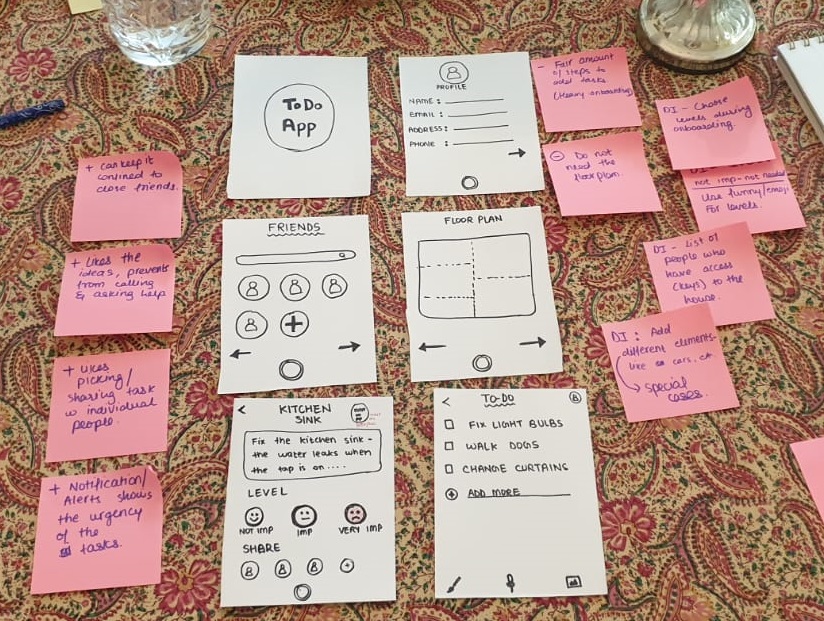 ToDo
App
PROFILE
NAME :
EMAIL :
ADDRESS :
PHONE :
- Fair amount
of steps to
add tasks
(Heavy onboarding)
DI - Choose
levels during
onboarding.
⊖ Do not
need the
floorplan.
DI -
not imp - not needed
Use funny/emoji
For levels.
+ Can keep it
confined to
close friends.
FRIENDS
FLOOR PLAN
DI - List of
people who
have access
(keys) to the
house.
+ Likes the
ideas, prevents
from calling
& asking help
DI : Add
different elements-
like cars, etc.
special
cases.
+ Likes
picking/
sharing task
w individual
people.
< KITCHEN
SINK
Fix the kitchen sink -
the water leaks when
the tap is on ....
LEVEL
NOT IMP
IMP
VERY IMP
SHARE
< TO-DO
FIX LIGHT BULBS
WALK DOGS
CHANGE CURTAINS
ADD MORE
+ Notification/
Alerts shows
the urgency
of the
tasks.